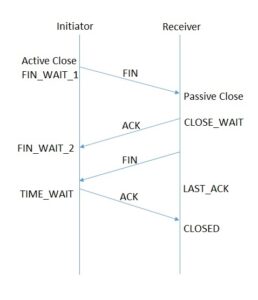 Initiator
Receiver
Active Close
FIN_WAIT_1
FIN
Passive Close
ACK
CLOSE_WAIT
FIN_WAIT_2
FIN
TIME_WAIT
ACK
LAST_ACK
CLOSED